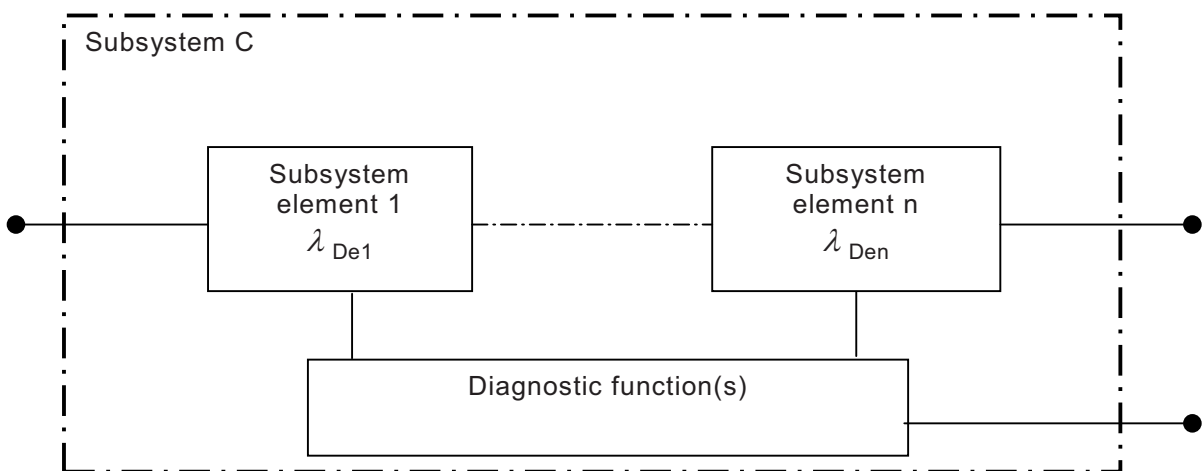 Subsystem C
Subsystem
element 1
λ De1
Subsystem
element n
λ Den
Diagnostic function(s)